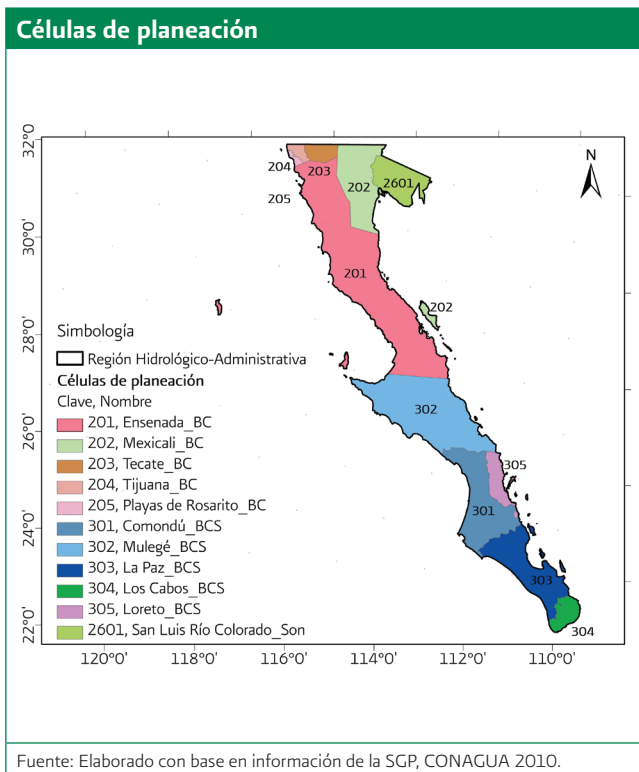 Células de planeación
N
32°0'
30°0'
28°0'
26°0'
24°0'
22°0'
204
203
202
2601
205
201
202
302
305
301
303
304
Simbología
Región Hidrológico-Administrativa
Células de planeación
Clave, Nombre
201, Ensenada_BC
202, Mexicali_BC
203, Tecate_BC
204, Tijuana_BC
205, Playas de Rosarito_BC
301, Comondú_BCS
302, Mulegé_BCS
303, La Paz_BCS
304, Los Cabos_BCS
305, Loreto_BCS
2601, San Luis Río Colorado_Son
120°0' 118°0' 116°0' 114°0' 112°0' 110°0'
Fuente: Elaborado con base en información de la SGP, CONAGUA 2010.